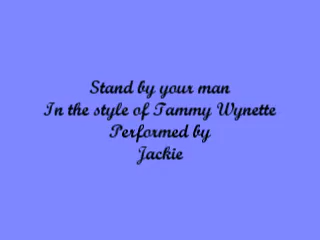 Stand by your man
In the style of Tammy Wynette
Performed by
Jackie